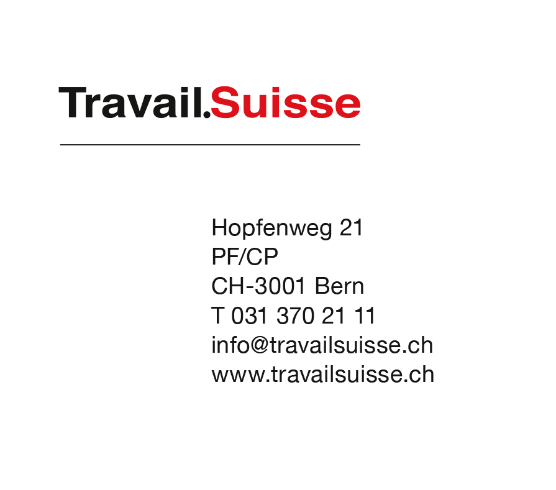 Travail.Suisse
Hopfenweg 21
PF/CP
CH-3001 Bern
T 031 370 21 11
info@travailsuisse.ch
www.travailsuisse.ch